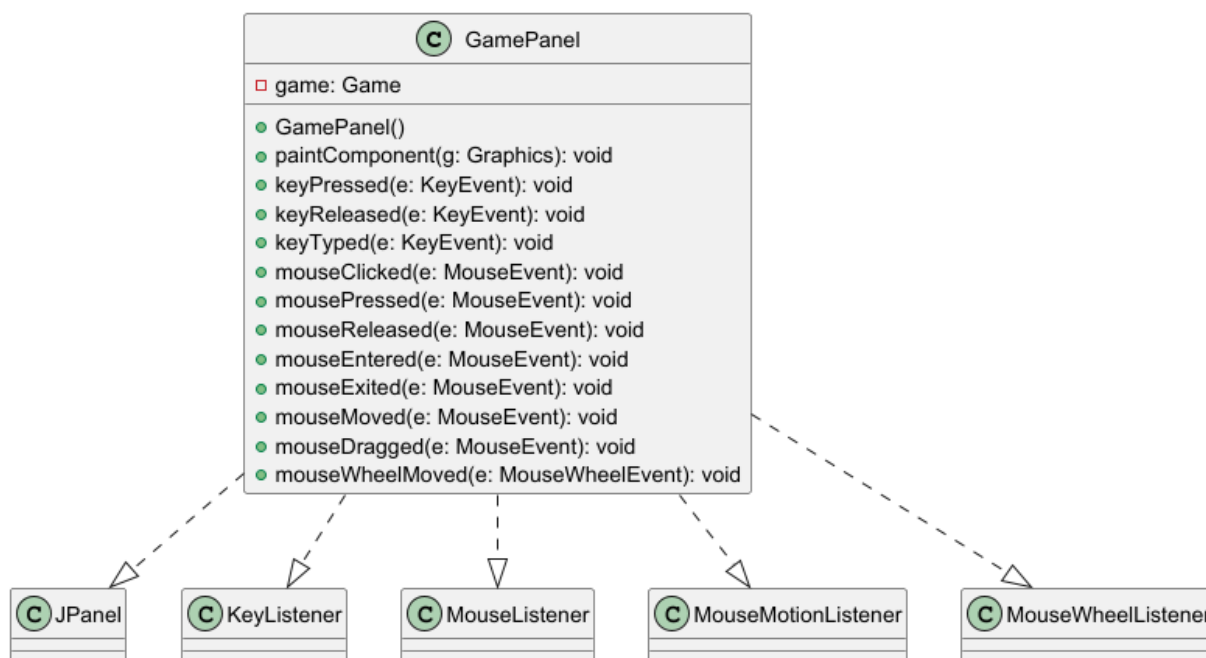 C GamePanel
game: Game
GamePanel()
paintComponent(g: Graphics): void
keyPressed(e: KeyEvent): void
keyReleased(e: KeyEvent): void
keyTyped(e: KeyEvent): void
mouseClicked(e: MouseEvent): void
mousePressed(e: MouseEvent): void
mouseReleased(e: MouseEvent): void
mouseEntered(e: MouseEvent): void
mouseExited(e: MouseEvent): void
mouseMoved(e: MouseEvent): void
mouseDragged(e: MouseEvent): void
mouseWheelMoved(e: MouseWheelEvent): void
C JPanel
C KeyListener
C MouseListener
C MouseMotionListener
C MouseWheelListener